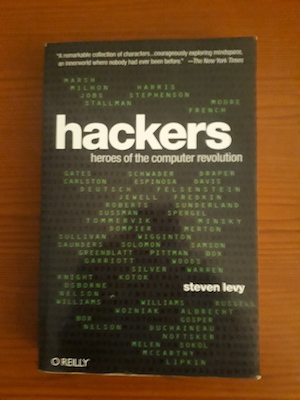 "A remarkable collection of characters...courageously exploring mindspace,
an innerworld where nobody had ever been before." —The New York Times
MARSH
MILHON HARRIS
JOBS STEPHENSON
STALLMAN MOORE
FRENCH
hackers
heroes of the computer revolution
GATES SCHWADER DRAPER
CARLSTON ESPINOSA DAVIS
DEUTSCH FELSENSTEIN
JEWELL FREDKIN
ROBERTS SUNDERLAND
SUSSMAN SPERGEL
TOMMERVIK MINSKY
DOMPIER MERTON
SULLIVAN WIGGINTON
SAUNDERS SOLOMON SAMSON
GREENBLATT PITTMAN BOX
GARRIOTT WOODS
SILVER WARREN
KNIGHT KOTOK
OSBORNE
NELSON
steven levy
WILLIAMS WILLIAMS RUSSELL
WOZNIAK ALBRECHT
BOX GOSPER
NELSON DUCHAINEAU
NOFTSKER
MELEN SOKOL
MCCARTHY
LIPKIN
O'REILLY